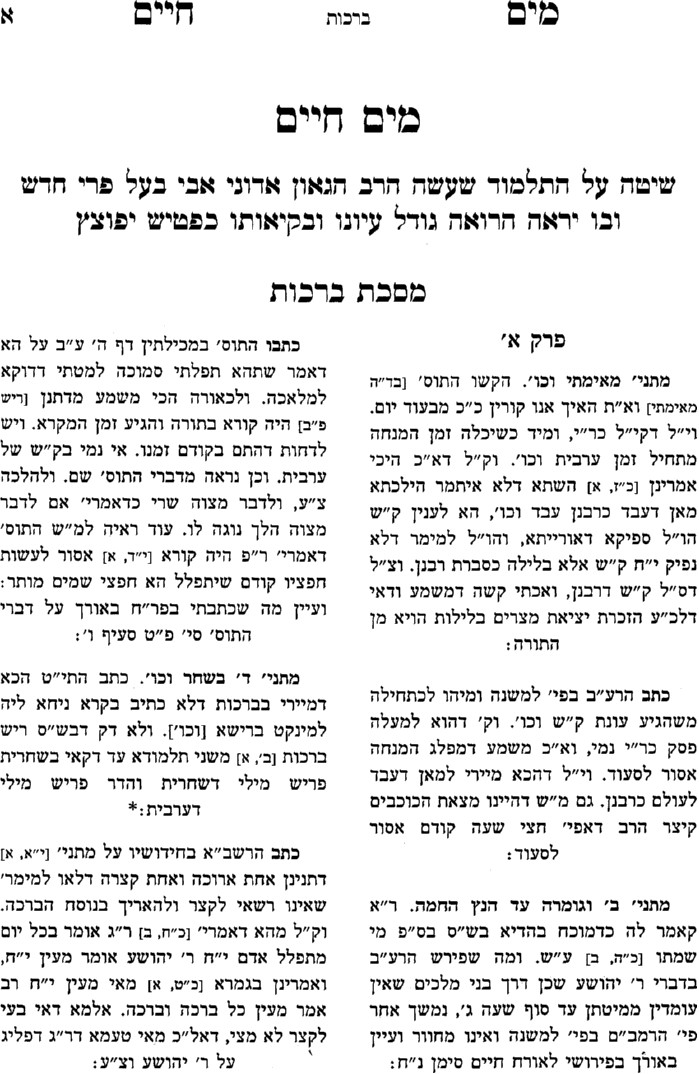 מים ברכות חיים א
מים חיים
שיטה על התלמוד שעשה הרב הגאון אדוני אבי בעל פרי חדש
ובו יראה הרואה גודל עיונו ובקיאותו כפטיש יפוצץ
מסכת ברכות
פרק א׳
מתני׳ מאימתי וכו׳. הקשו התוס׳ [בד״ה
מאימתי] וא״ת האיך אנו קורין כ״כ מבעוד יום.
וי״ל דקי״ל כר״י, ומיד כשיכלה זמן המנחה
מתחיל זמן ערבית וכו׳. וק״ל דא״כ היכי
אמרינן [כ״ז, א] השתא דלא איתמר הילכתא
מאן דעבד כרבנן עבד וכו׳, הא לענין ק״ש
הו״ל ספיקא דאורייתא, והו״ל למימר דלא
נפיק י״ח ק״ש אלא בלילה כסברת רבנן. וצ״ל
דס״ל ק״ש דרבנן, ואכתי קשה דמשמע ודאי
דלכ״ע הזכרת יציאת מצרים בלילות הויא מן
התורה:
כתב הרע״ב בפי׳ למשנה ומיהו לכתחילה
משהגיע עונת ק״ש וכו׳. וק׳ דהוא למעלה
פסק כר״י נמי, וא״כ משמע דמפלג המנחה
אסור לסעוד. וי״ל דהכא מיירי למאן דעבד
לעולם כרבנן. גם מ״ש דהיינו מצאת הכוכבים
קיצר הרב דאפי׳ חצי שעה קודם אסור
לסעוד:
מתני׳ ב׳ וגומרה עד הנץ החמה. ר״א
קאמר לה כדמוכח בהדיא בש״ס בס״פ מי
שמתו [כ״ה, ב] ע״ש. ומה שפירש הרע״ב
בדברי ר׳ יהושע שכן דרך בני מלכים שאין
עומדין ממיטתן עד סוף שעה ג׳, נמשך אחר
פי׳ הרמב״ם בפי׳ למשנה ואינו מחוור ועיין
באורך בפירושי לאורח חיים סימן נ״ח:
כתבו התוס׳ במכילתין דף ה׳ ע״ב על הא
דאמר שתהא תפלתי סמוכה למטתי דדוקא
למלאכה. ולכאורה הכי משמע מדתנן [ריש
פ״ב] היה קורא בתורה והגיע זמן המקרא. ויש
לדחות דהתם בקודם זמנו. אי נמי בק״ש של
ערבית. וכן נראה מדברי התוס׳ שם. ולהלכה
צ״ע, ולדבר מצוה שרי כדאמרי׳ אם לדבר
מצוה הלך נוגה לו. עוד ראיה למ״ש התוס׳
דאמרי׳ ר״פ היה קורא [י״ד, א] אסור לעשות
חפציו קודם שיתפלל הא חפצי שמים מותר:
ועיין מה שכתבתי בפר״ח באורך על דברי
התוס׳ סי׳ פ״ט סעיף ו׳:
מתני׳ ד׳ בשחר וכו׳. כתב התי״ט הכא
דמיירי בברכות דלא כתיב בקרא ניחא ליה
למינקט ברישא [וכו׳]. ולא דק דבש״ס ריש
ברכות [ב׳, א] משני תלמודא עד דקאי בשחרית
פריש מילי דשחרית והדר פריש מילי
דערבית:*
כתב הרשב״א בחידושיו על מתני׳ [י״א, א]
דתנינן אחת ארוכה ואחת קצרה דלאו למימר׳
שאינו רשאי לקצר ולהאריך בנוסח הברכה.
וק״ל מהא דאמרי׳ [כ״ח, ב] ר״ג אומר בכל יום
מתפלל אדם י״ח ר׳ יהושע אומר מעין י״ח,
ואמרינן בגמרא [כ״ט, א] מאי מעין י״ח רב
אמר מעין כל ברכה וברכה. אלמא דאי בעי
לקצר לא מצי, דאל״כ מאי טעמא דר״ג דפליג
על ר׳ יהושע וצ״ע: